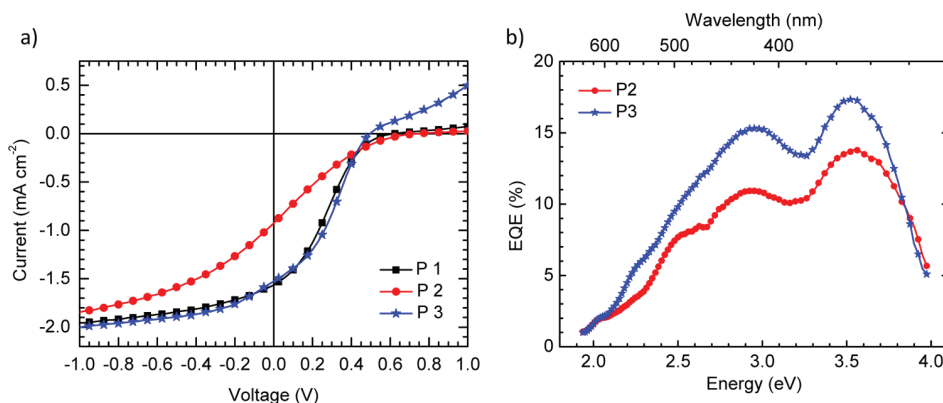 a)
0.5
0.0
-0.5
-1.0
-1.5
-2.0
Current (mA cm-2)
P 1
P 2
P 3
-1.0 -0.8 -0.6 -0.4 -0.2 0.0 0.2 0.4 0.6 0.8 1.0
Voltage (V)
b)
Wavelength (nm)
600 500 400
20
15
10
5
0
EQE (%)
P2
P3
2.0 2.5 3.0 3.5 4.0
Energy (eV)